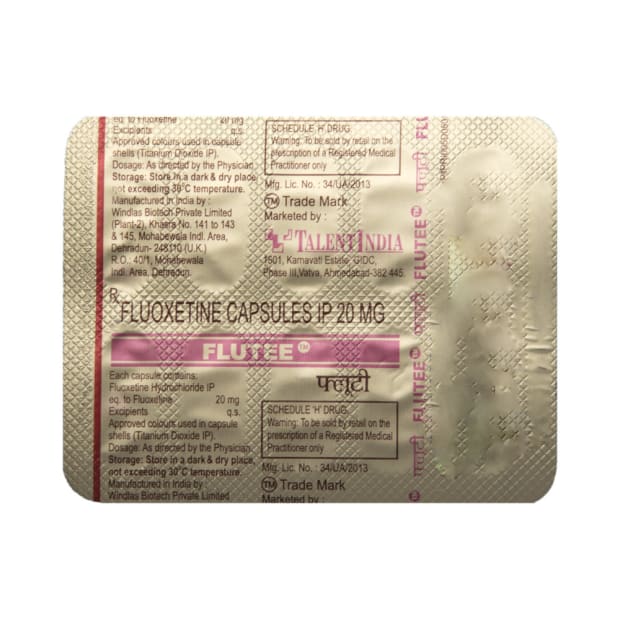 eq. to Fluoxetine 20 mg
Excipients q.s.
Approved colours used in capsule
shells (Titanium Dioxide IP).
Dosage: As directed by the Physician.
Storage: Store in a dark & dry place,
not exceeding 30°C temperature.
Manufactured in India by :
Windlas Biotech Private Limited
(Plant-2), Khasra No. 141 to 143
& 145, Mohabewala Indl. Area,
Dehradun- 248110 (U.K.)
R.O.: 40/1, Mohabewala
Indl. Area, Dehradun.
SCHEDULE 'H' DRUG
Warning: To be sold by retail on the
prescription of a Registered Medical
Practitioner only
Mfg. Lic. No. : 34/UA/2013
TM Trade Mark
Marketed by :
TALENTINDIA
1501, Karnavati Estate, GIDC,
Phase III, Vatva, Ahmedabad-382 445.
Rx
FLUOXETINE CAPSULES IP 20 MG
FLUTEE TM
फ्लूटी
Each capsule contains:
Fluoxetine Hydrochloride IP
eq. to Fluoxetine 20 mg
Excipients q.s.
Approved colours used in capsule
shells (Titanium Dioxide IP).
Dosage: As directed by the Physician.
Storage: Store in a dark & dry place,
not exceeding 30°C temperature.
Manufactured in India by :
Windlas Biotech Private Limited
SCHEDULE 'H' DRUG
Warning: To be sold by retail on the
prescription of a Registered Medical
Practitioner only
Mfg. Lic. No. : 34/UA/2013
TM Trade Mark
Marketed by :
फ्लूटी FLUTEE TM फ्लूटी FLUTEE TM फ्लूटी FLU